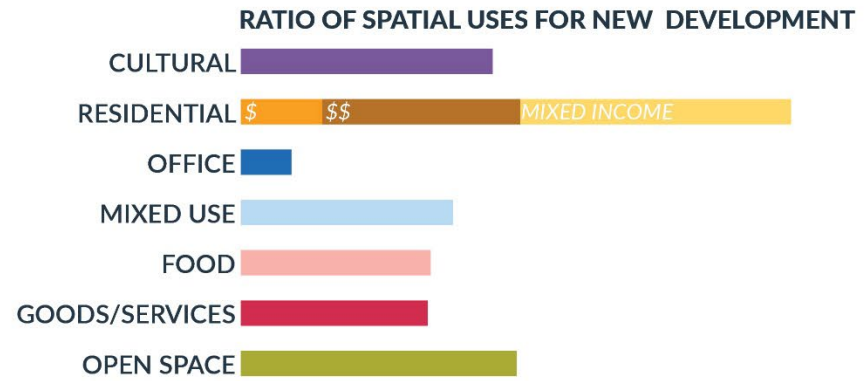 RATIO OF SPATIAL USES FOR NEW DEVELOPMENT
CULTURAL
RESIDENTIAL $ $$ MIXED INCOME
OFFICE
MIXED USE
FOOD
GOODS/SERVICES
OPEN SPACE